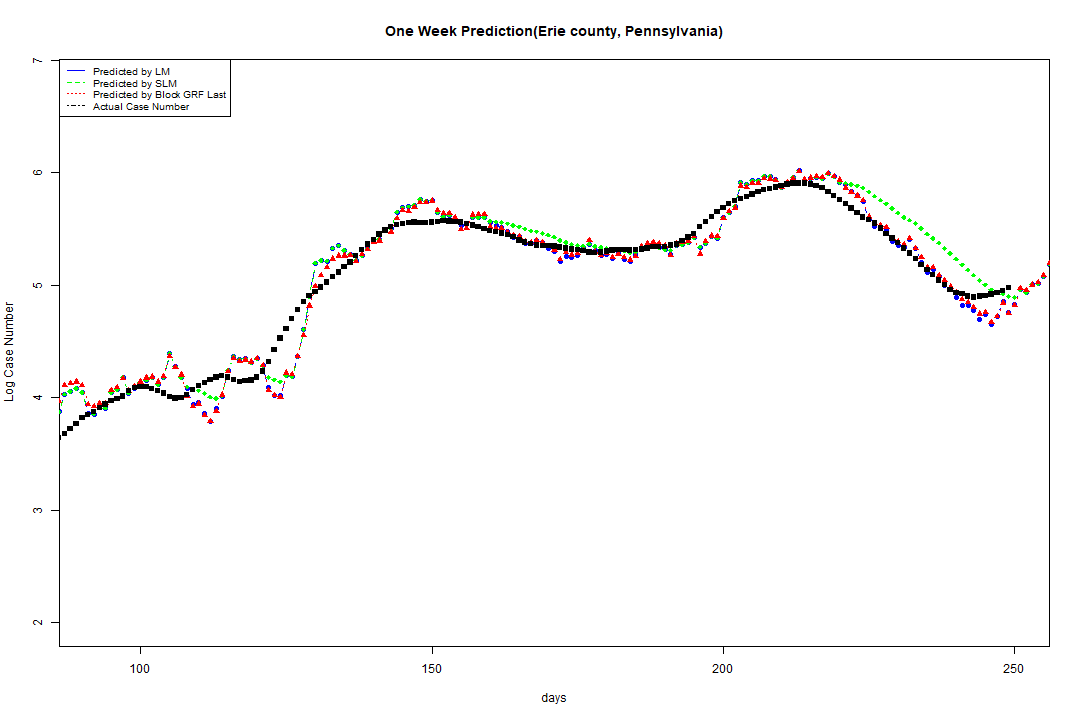 One Week Prediction(Erie county, Pennsylvania)
7
Predicted by LM
Predicted by SLM
Predicted by Block GRF Last
Actual Case Number
6
5
4
3
2
Log Case Number
100 150 200 250
days